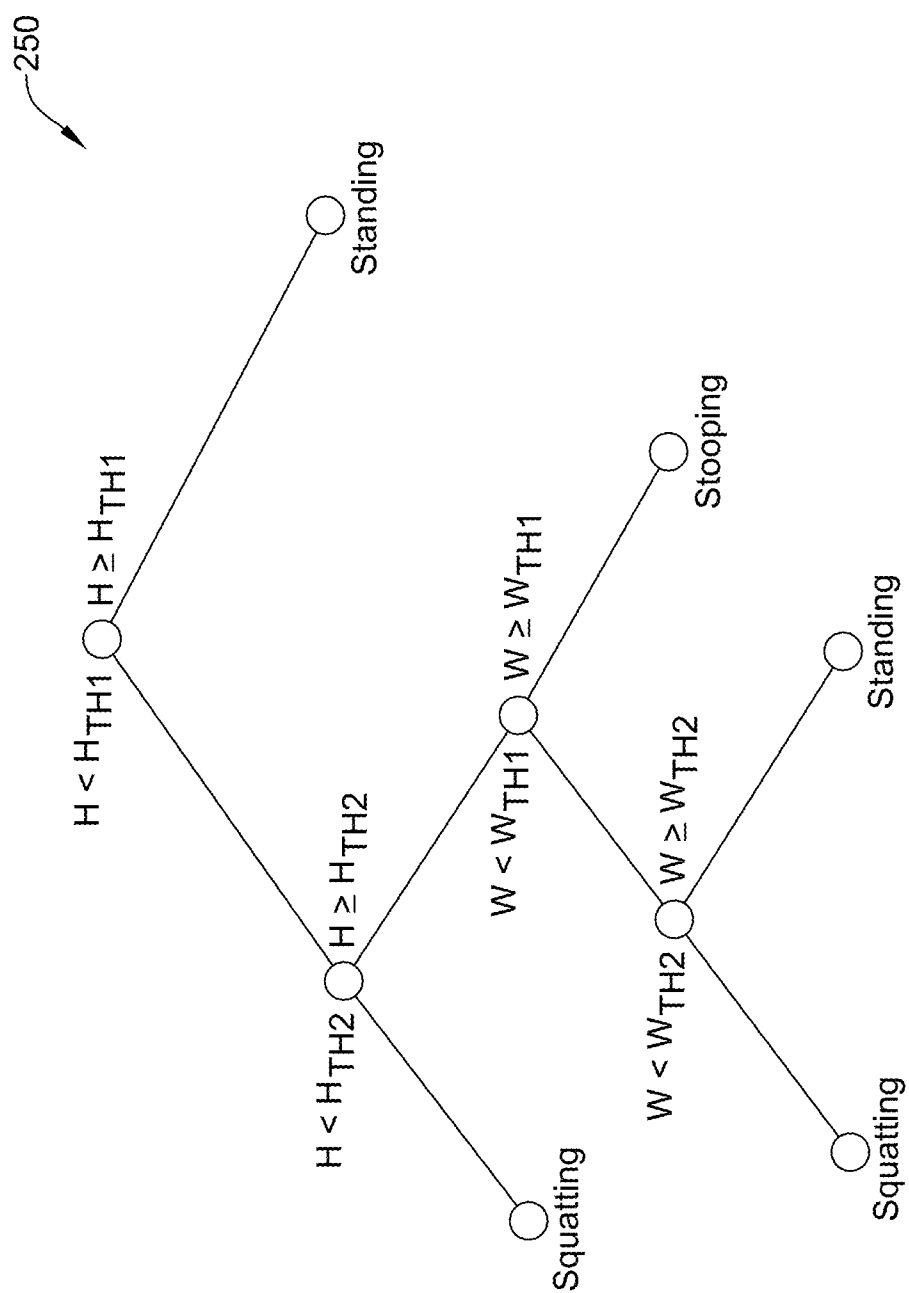 250
H < H_TH1
H ≥ H_TH1
Standing
H < H_TH2
H ≥ H_TH2
Squatting
W < W_TH1
W ≥ W_TH1
Stooping
W < W_TH2
W ≥ W_TH2
Squatting
Standing